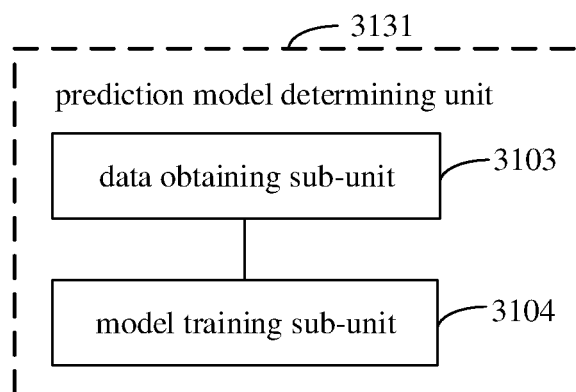 3131
prediction model determining unit
3103
data obtaining sub-unit
3104
model training sub-unit